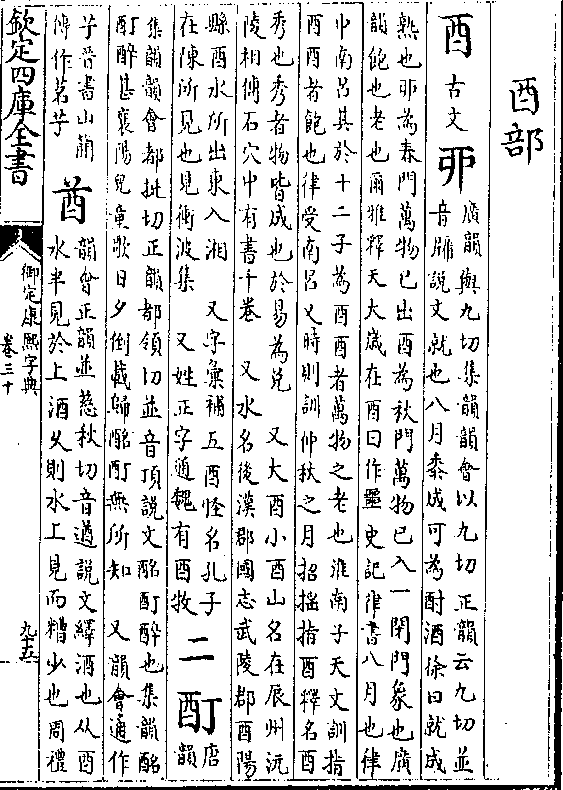 酉部
酉 古文 丣 廣韻與九切集韻韻會以九切正韻云九切並
音牖說文就也八月黍成可為酎酒徐曰就成
熟也丣為春門萬物已出酉為秋門萬物已入一閉門象也廣
韻飽也老也爾雅釋天大歲在酉曰作噩史記律書八月也律
中南呂其於十二子為酉酉者萬物之老也淮南子天文訓指
酉酉者飽也律受南呂又時則訓仲秋之月招搖指酉釋名酉
秀也秀者物皆成也於易為兌 又大酉小酉山名在辰州沅
陵相傳石穴中有書千卷 又水名後漢郡國志武陵郡酉陽
縣酉水所出東入湘 又字彙補五酉怪名孔子
在陳所見也見衝波集 又姓正字通魏有酉牧
二 酊 唐
韻
集韻韻會都挺切正韻都領切並音頂說文酩酊醉也集韻酩
酊醉甚襄陽兒童歌日夕倒載歸酩酊無所知 又韻會通作
艼晉書山簡
傳作茗艼
酋 韻會正韻並慈秋切音遒說文繹酒也从酉
水半見於上酒久則水上見而糟少也周禮
欽定四庫全書
御定康熙字典
卷三十
九十五